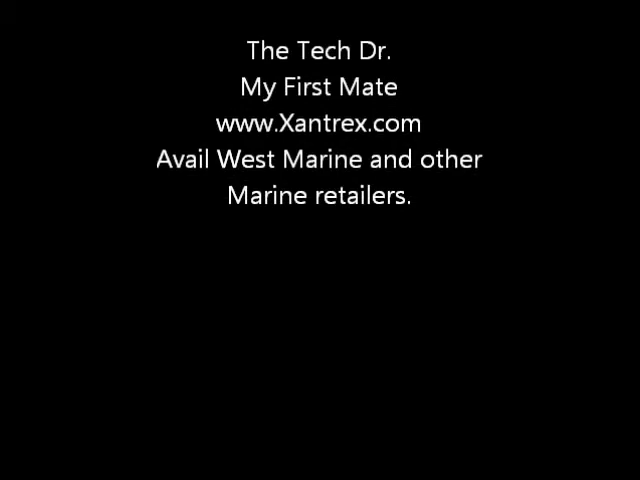 The Tech Dr.
My First Mate
www.Xantrex.com
Avail West Marine and other
Marine retailers.